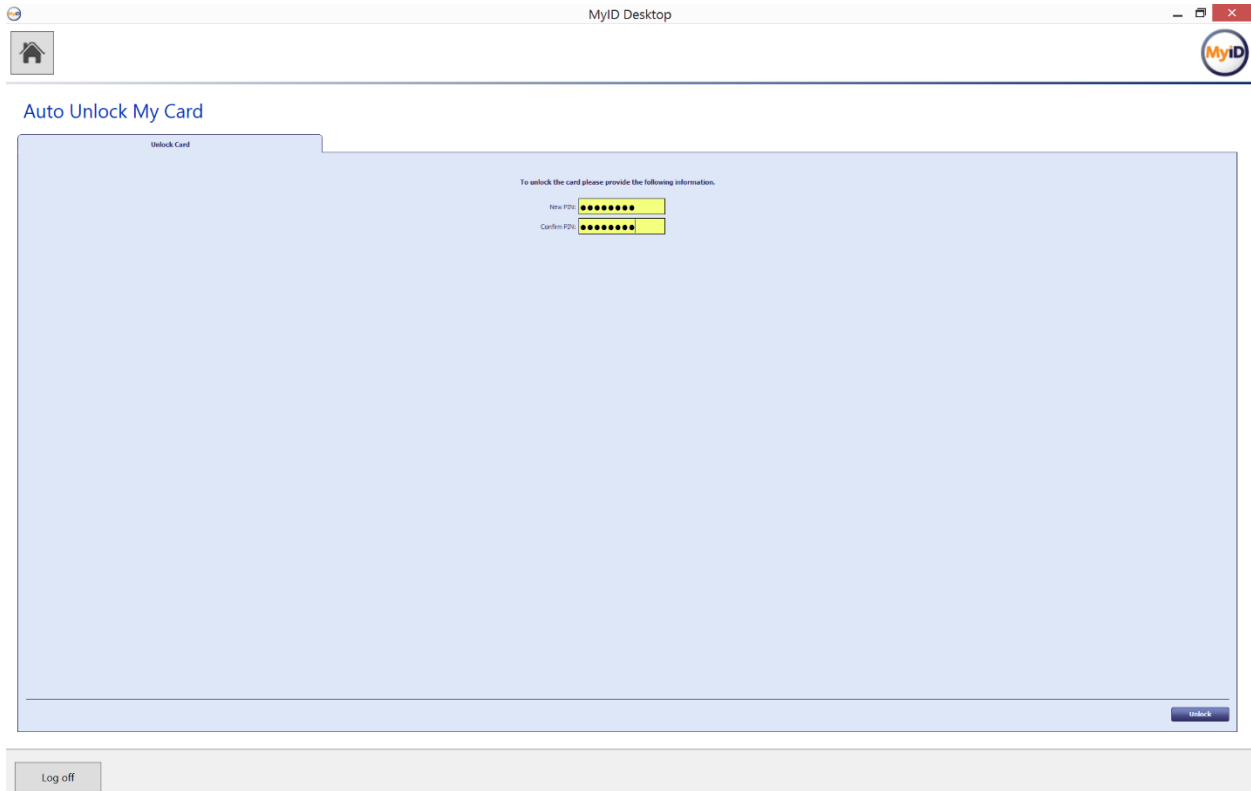 MyID Desktop
MyiD
Auto Unlock My Card
Unlock Card
To unlock the card please provide the following information.
New PIN: ●●●●●●●●
Confirm PIN: ●●●●●●●●
Unlock
Log off